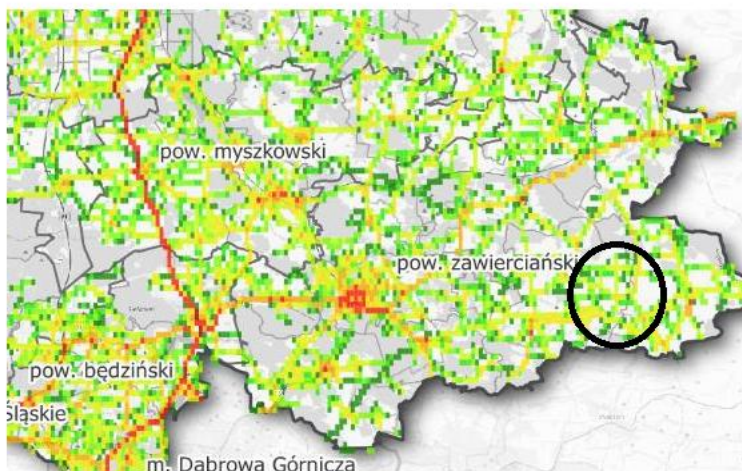 pow. myszkowski
pow. zawierciański
pow. będziński
Śląskie
m. Dąbrowa Górnicza